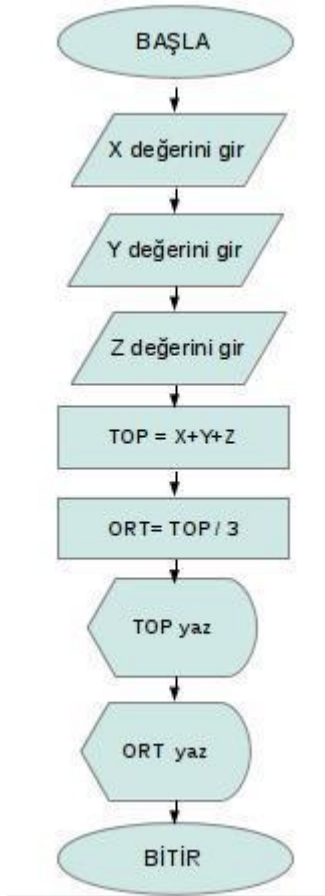 BAŞLA
X değerini gir
Y değerini gir
Z değerini gir
TOP = X+Y+Z
ORT= TOP / 3
TOP yaz
ORT yaz
BİTİR